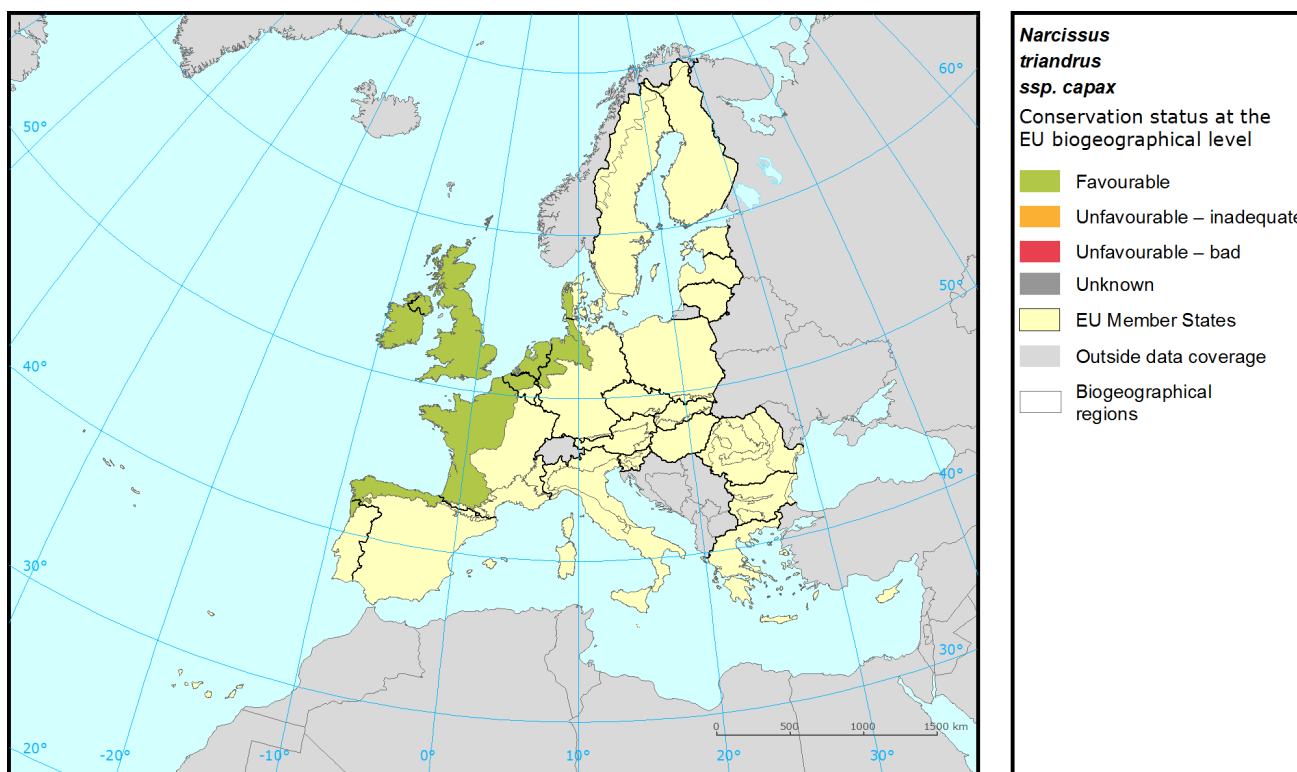 60°
50°
50°
40°
40°
30°
30°
20°
-20°
-10°
0°
10°
20°
30°
0 500 1000 1500 km
Narcissus
triandrus
ssp. capax
Conservation status at the
EU biogeographical level
Favourable
Unfavourable – inadequate
Unfavourable – bad
Unknown
EU Member States
Outside data coverage
Biogeographical
regions